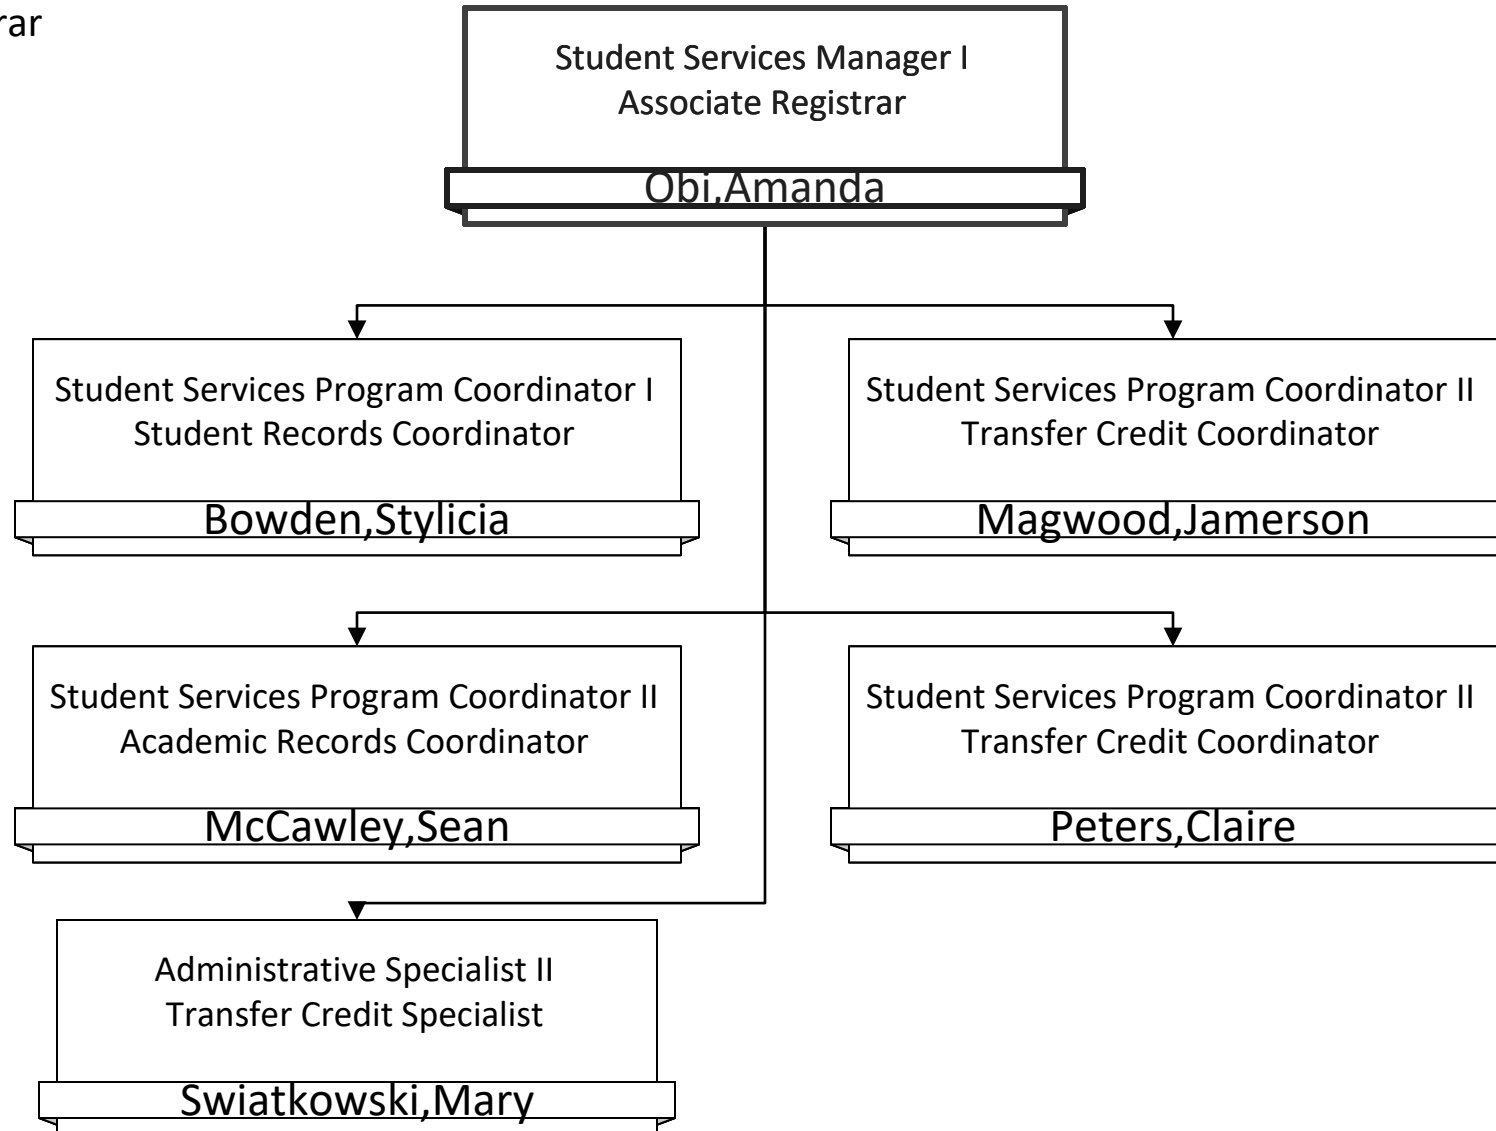 Student Services Manager I
Associate Registrar
Obi,Amanda
Student Services Program Coordinator I
Student Records Coordinator
Bowden,Stylicia
Student Services Program Coordinator II
Transfer Credit Coordinator
Magwood,Jamerson
Student Services Program Coordinator II
Academic Records Coordinator
McCawley,Sean
Student Services Program Coordinator II
Transfer Credit Coordinator
Peters,Claire
Administrative Specialist II
Transfer Credit Specialist
Swiatkowski,Mary